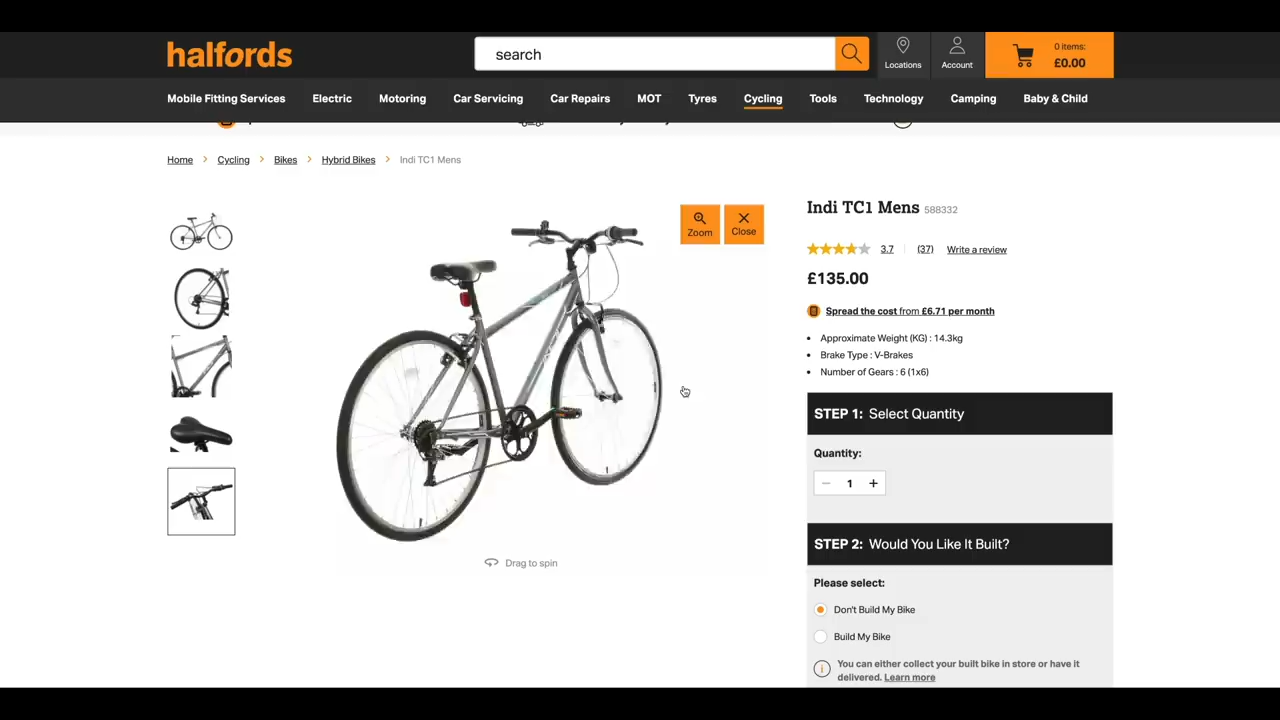 halfords
search
Locations
Account
0 items:
£0.00
Mobile Fitting Services Electric Motoring Car Servicing Car Repairs MOT Tyres Cycling Tools Technology Camping Baby & Child
Home > Cycling > Bikes > Hybrid Bikes > Indi TC1 Mens
Zoom
Close
Drag to spin
Indi TC1 Mens 588332
3.7 (37) Write a review
£135.00
Spread the cost from £6.71 per month
• Approximate Weight (KG) : 14.3kg
• Brake Type : V-Brakes
• Number of Gears : 6 (1x6)
STEP 1: Select Quantity
Quantity:
− 1 +
STEP 2: Would You Like It Built?
Please select:
Don't Build My Bike
Build My Bike
You can either collect your built bike in store or have it
delivered. Learn more